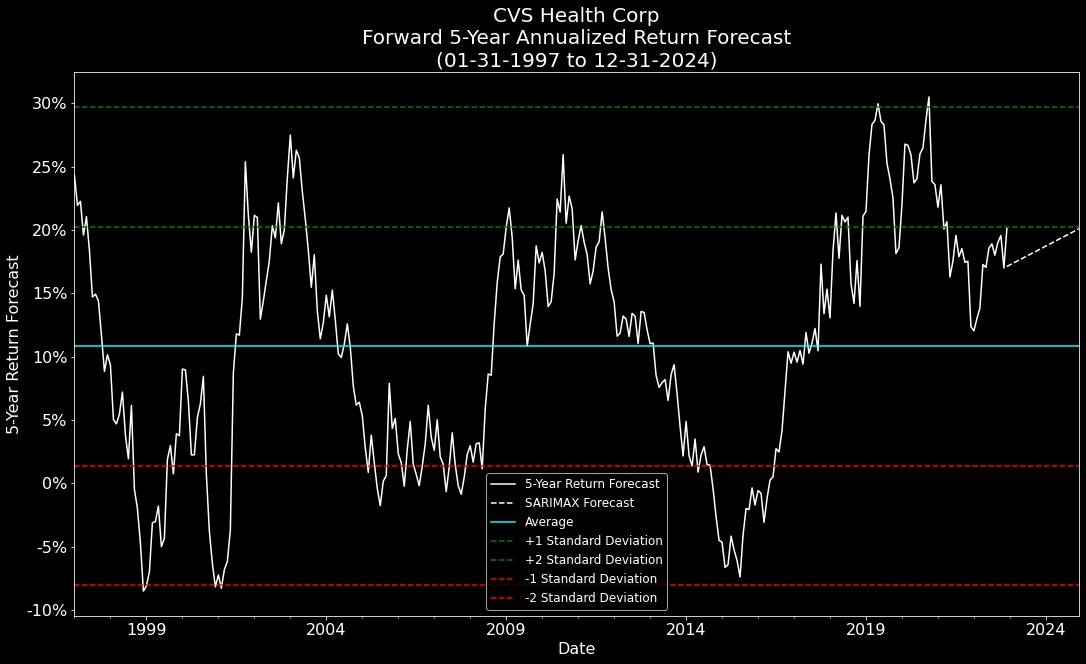 CVS Health Corp
Forward 5-Year Annualized Return Forecast
(01-31-1997 to 12-31-2024)
5-Year Return Forecast
30%
25%
20%
15%
10%
5%
0%
-5%
-10%
5-Year Return Forecast
SARIMAX Forecast
Average
+1 Standard Deviation
+2 Standard Deviation
-1 Standard Deviation
-2 Standard Deviation
1999
2004
2009
2014
2019
2024
Date